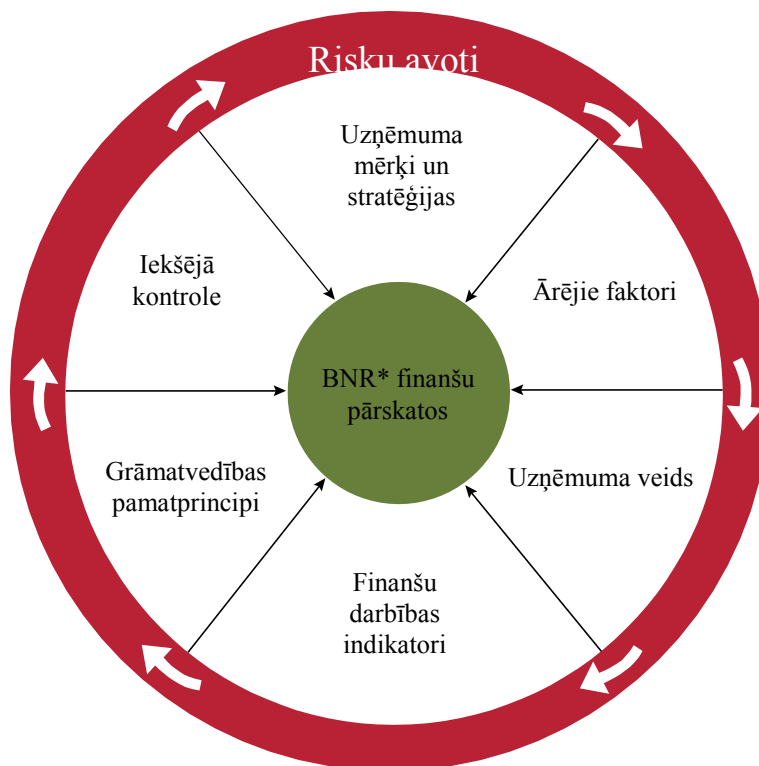 Risku avoti
Uzņēmuma
mērķi un
stratēģijas
Ārējie faktori
Uzņēmuma veids
Finanšu
darbības
indikatori
Grāmatvedības
pamatprincipi
Iekšējā
kontrole
BNR* finanšu
pārskatos